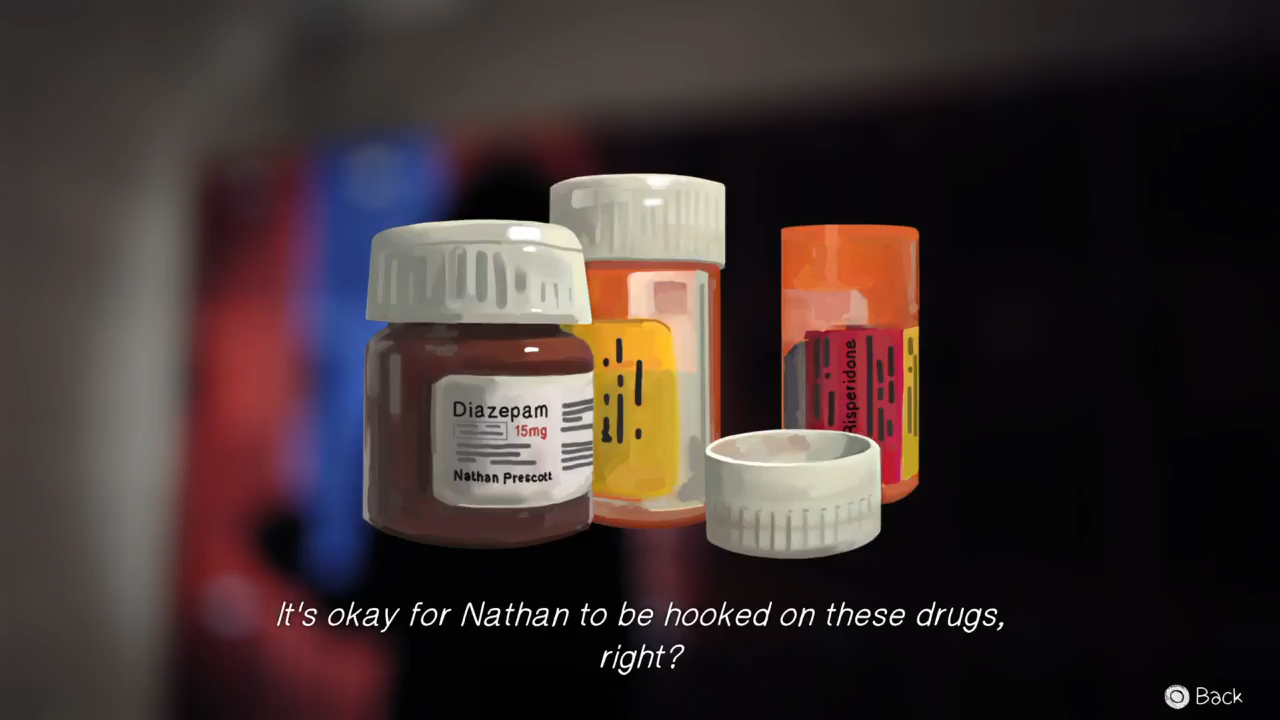 Diazepam
15mg
Nathan Prescott
Risperidone
It's okay for Nathan to be hooked on these drugs,
right?
Back